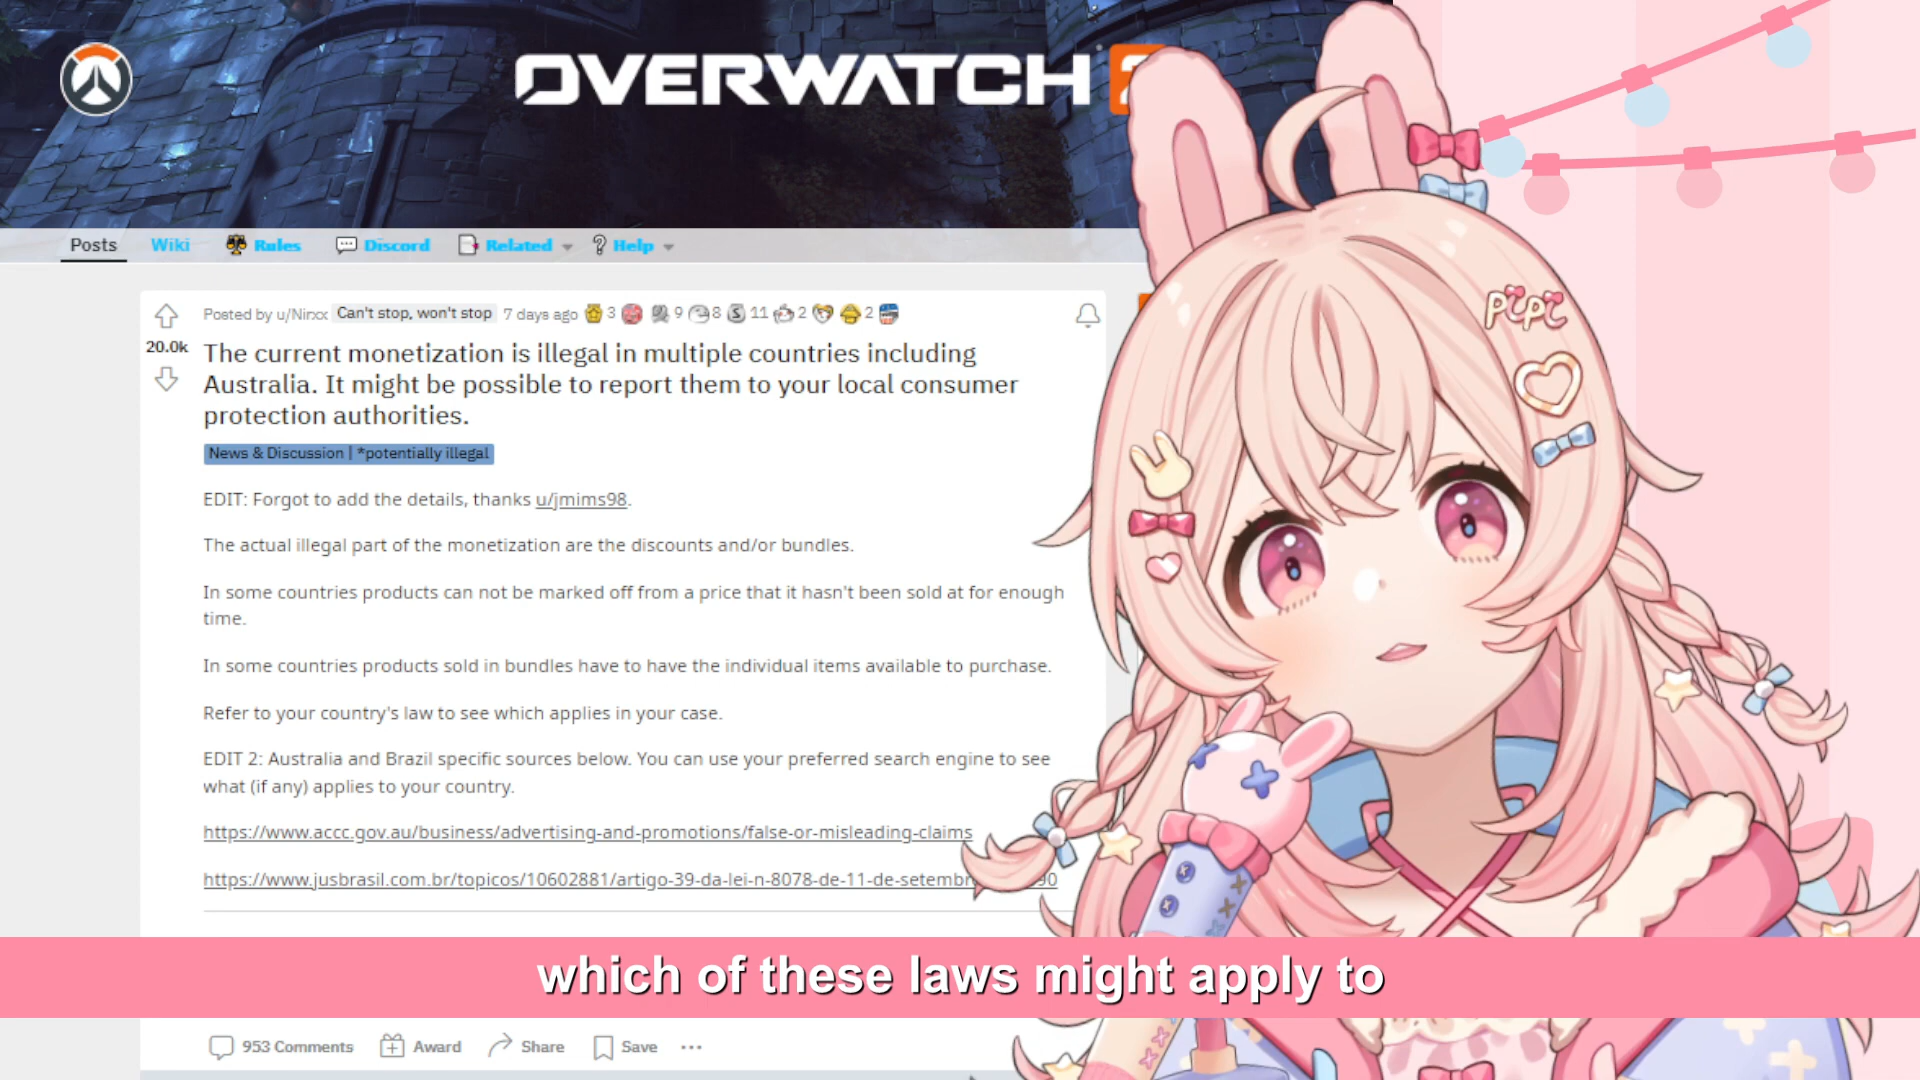 OVERWATCH
Posts Wiki Rules Discord Related Help
Posted by u/Ninxx Can't stop, won't stop 7 days ago 3 9 8 11 2 2
20.0k
The current monetization is illegal in multiple countries including
Australia. It might be possible to report them to your local consumer
protection authorities.
News & Discussion | *potentially illegal
EDIT: Forgot to add the details, thanks u/jmims98.
The actual illegal part of the monetization are the discounts and/or bundles.
In some countries products can not be marked off from a price that it hasn't been sold at for enough
time.
In some countries products sold in bundles have to have the individual items available to purchase.
Refer to your country's law to see which applies in your case.
EDIT 2: Australia and Brazil specific sources below. You can use your preferred search engine to see
what (if any) applies to your country.
https://www.accc.gov.au/business/advertising-and-promotions/false-or-misleading-claims
https://www.jusbrasil.com.br/topicos/10602881/artigo-39-da-lei-n-8078-de-11-de-setembr 90
pipi
which of these laws might apply to
953 Comments Award Share Save ...